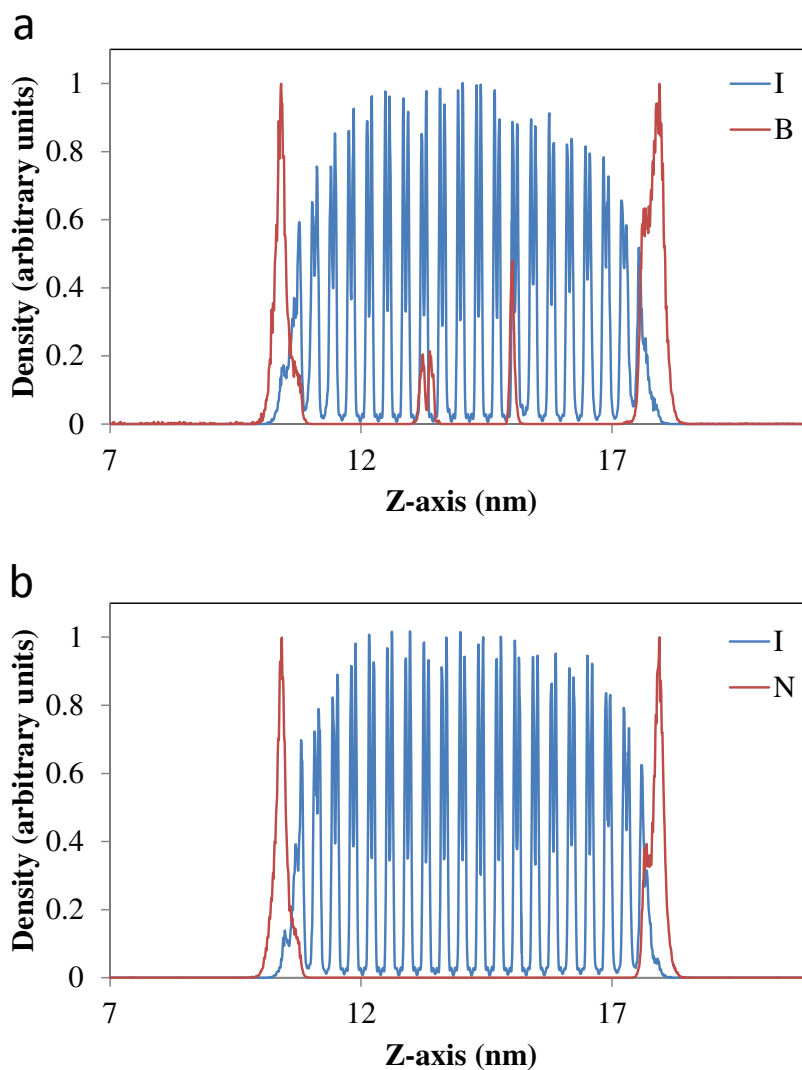 a
Density (arbitrary units)
1
0.8
0.6
0.4
0.2
0
7
12
17
Z-axis (nm)
I
B
b
Density (arbitrary units)
1
0.8
0.6
0.4
0.2
0
7
12
17
Z-axis (nm)
I
N